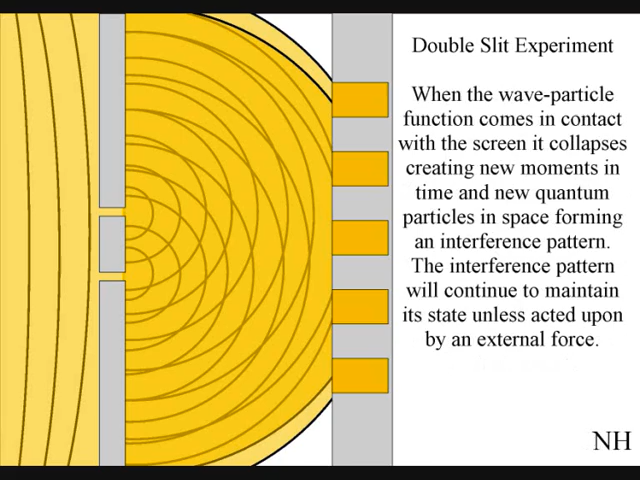 Double Slit Experiment
When the wave-particle
function comes in contact
with the screen it collapses
creating new moments in
time and new quantum
particles in space forming
an interference pattern.
The interference pattern
will continue to maintain
its state unless acted upon
by an external force.
NH